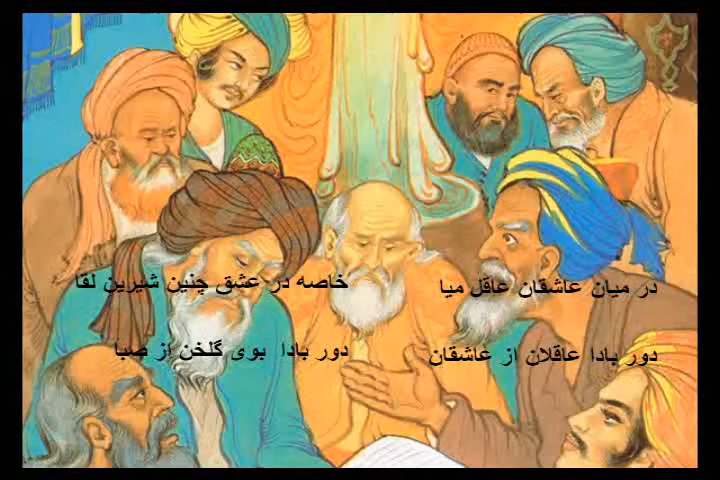 در میان عاشقان عاقل میا خاصه در عشق چنین شیرین لقا
دور بادا عاقلان از عاشقان دور بادا بوی گلخن از صبا